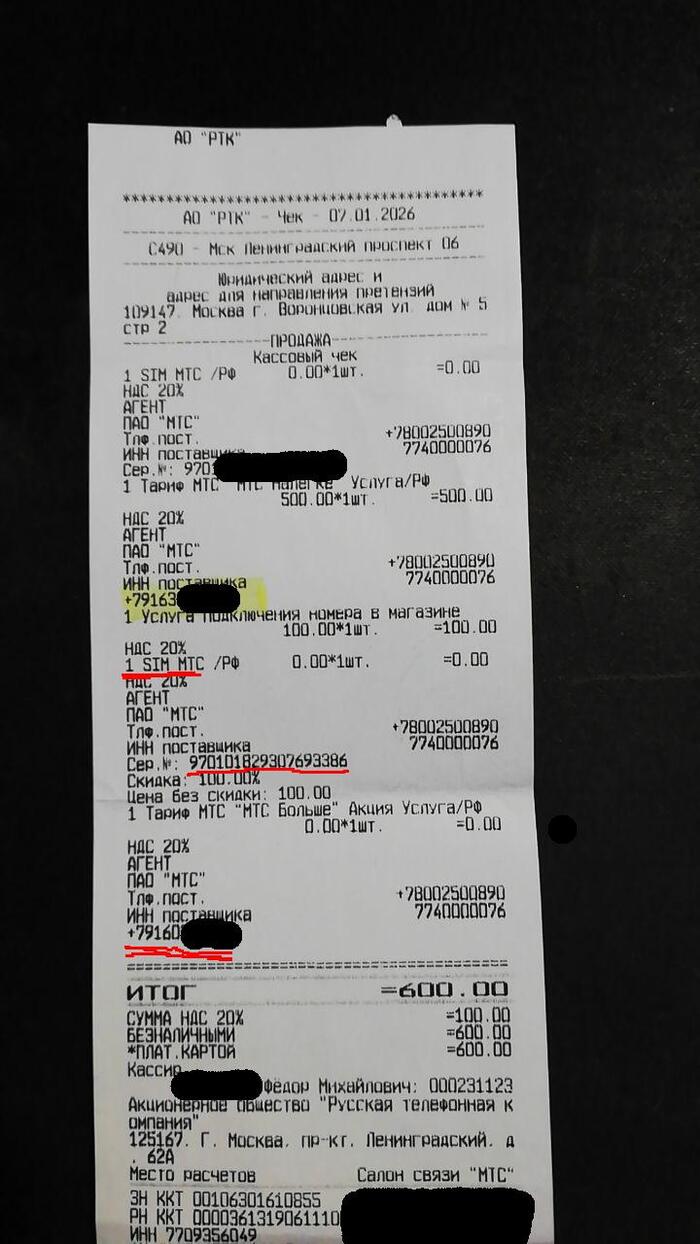 АО "РТК"
****************************************
АО "РТК" - Чек - 07.01.2026
С490 - Мск Ленинградский проспект 06
Юридический адрес и
адрес для направления претензий
109147. Москва г. Воронцовская ул. дом № 5
стр 2
ПРОДАЖА
Кассовый чек
1 SIM МТС /РФ 0.00*1шт. =0.00
НДС 20%
АГЕНТ
ПАО "МТС"
Тлф.пост. +78002500890
ИНН поставщика 7740000076
Сер.№: 9701
1 Тариф МТС "МТС Налегке" Услуга/РФ
500.00*1шт. =500.00
НДС 20%
АГЕНТ
ПАО "МТС"
Тлф.пост. +78002500890
ИНН поставщика 7740000076
+79163
1 Услуга подключения номера в магазине
100.00*1шт. =100.00
НДС 20%
1 SIM МТС /РФ 0.00*1шт. =0.00
НДС 20%
АГЕНТ
ПАО "МТС"
Тлф.пост. +78002500890
ИНН поставщика 7740000076
Сер.№: 970101829307693386
Скидка: 100.00%
Цена без скидки: 100.00
1 Тариф МТС "МТС Больше" Акция Услуга/РФ
0.00*1шт. =0.00
НДС 20%
АГЕНТ
ПАО "МТС"
Тлф.пост. +78002500890
ИНН поставщика 7740000076
+79160
========================================
ИТОГ =600.00
СУММА НДС 20% =100.00
БЕЗНАЛИЧНЫМИ =600.00
*ПЛАТ.КАРТОЙ =600.00
Кассир
Фёдор Михайлович: 000231123
Акционерное общество "Русская телефонная к
омпания"
125167. Г. Москва. пр-кт. Ленинградский. д
. 62А
Место расчетов Салон связи "МТС"
ЗН ККТ 00106301610855
РН ККТ 0000361319061110
ИНН 7709356049